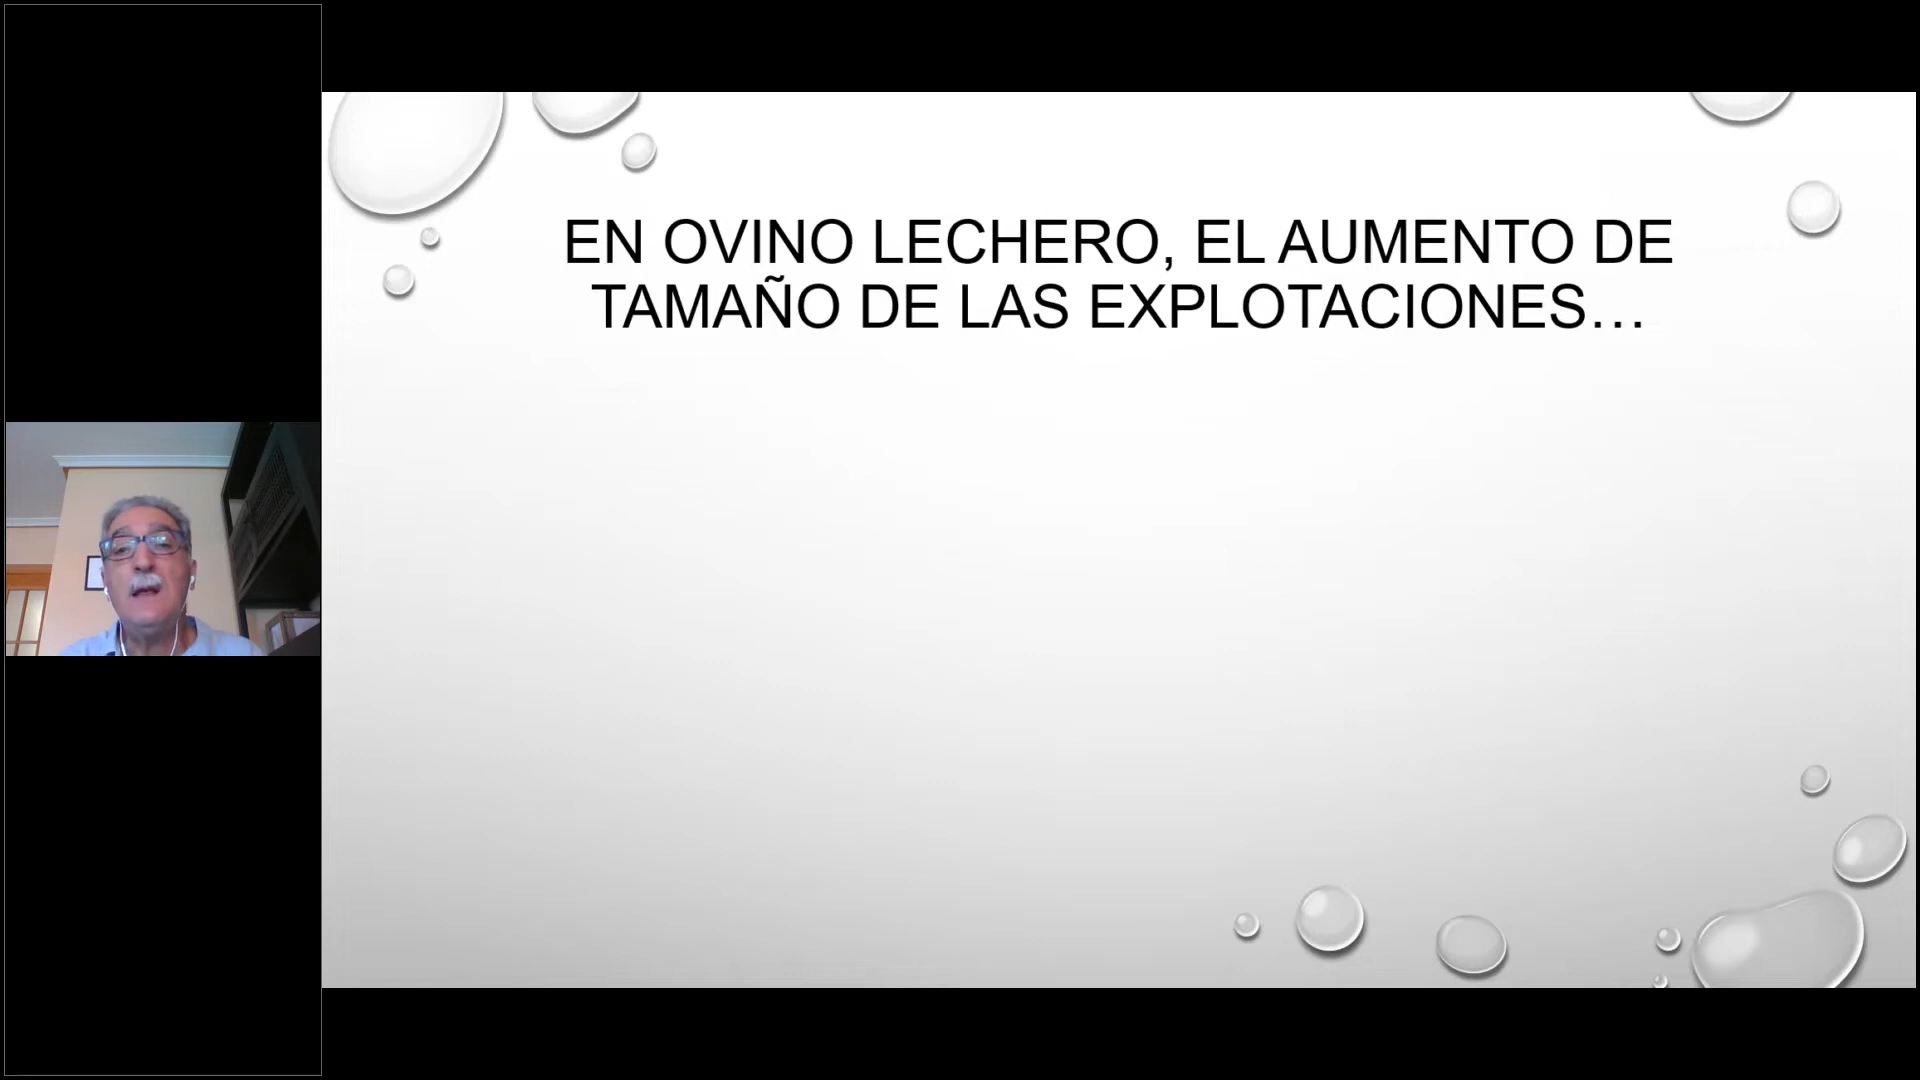 EN OVINO LECHERO, EL AUMENTO DE
TAMAÑO DE LAS EXPLOTACIONES…